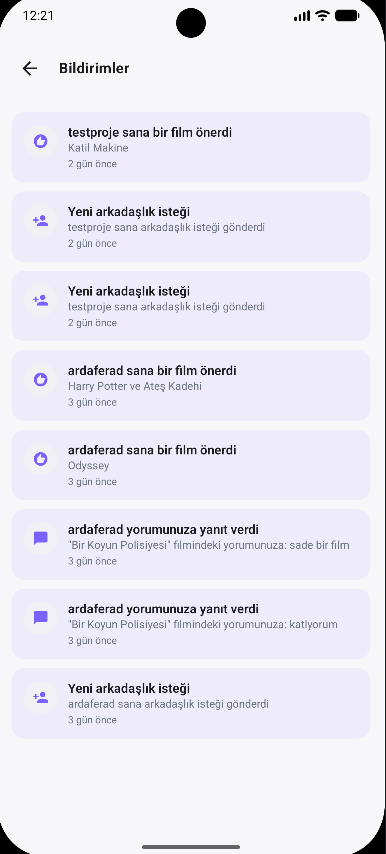 12:21
Bildirimler
testproje sana bir film önerdi
Katil Makine
2 gün önce
Yeni arkadaşlık isteği
testproje sana arkadaşlık isteği gönderdi
2 gün önce
Yeni arkadaşlık isteği
testproje sana arkadaşlık isteği gönderdi
2 gün önce
ardaferad sana bir film önerdi
Harry Potter ve Ateş Kadehi
3 gün önce
ardaferad sana bir film önerdi
Odyssey
3 gün önce
ardaferad yorumunuza yanıt verdi
"Bir Koyun Polisiyesi" filmindeki yorumunuza: sade bir film
3 gün önce
ardaferad yorumunuza yanıt verdi
"Bir Koyun Polisiyesi" filmindeki yorumunuza: katlyorum
3 gün önce
Yeni arkadaşlık isteği
ardaferad sana arkadaşlık isteği gönderdi
3 gün önce